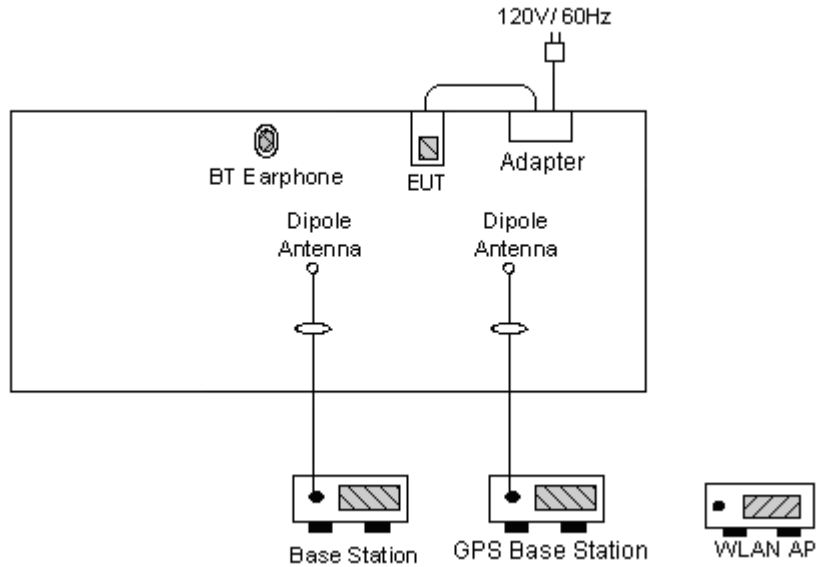 120V/60Hz
BT Earphone
EUT
Adapter
Dipole
Antenna
Dipole
Antenna
Base Station
GPS Base Station
WLAN AP